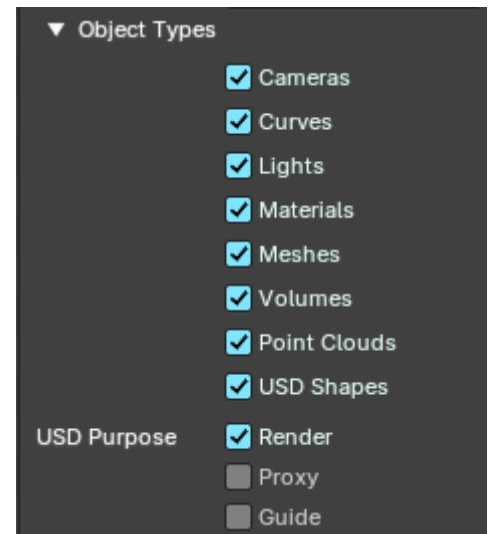 Object Types
Cameras
Curves
Lights
Materials
Meshes
Volumes
Point Clouds
USD Shapes
USD Purpose Render
Proxy
Guide